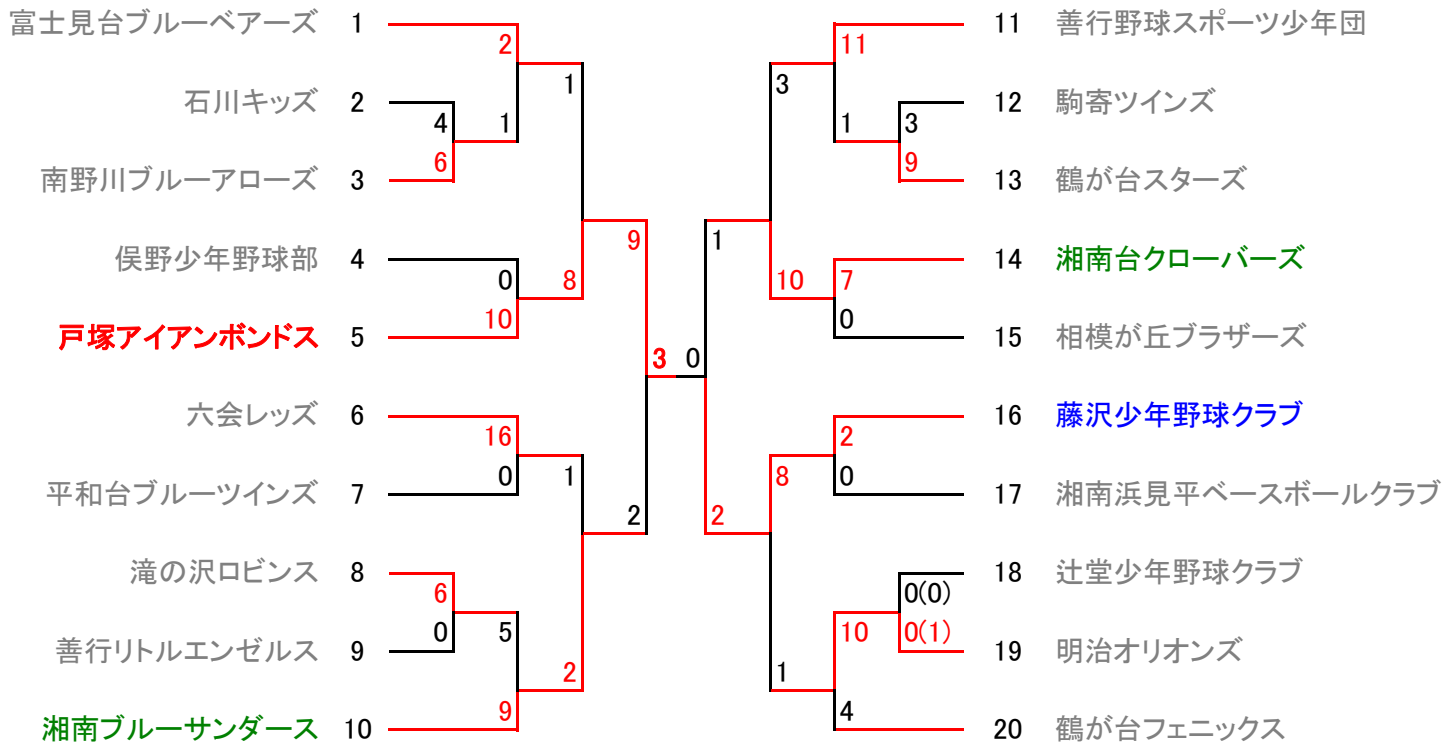 富士見台ブルーベアーズ 1
2
1
石川キッズ 2
4
1
6
南野川ブルーアローズ 3
俣野少年野球部 4
0
8
9
10
戸塚アイアンボンドス 5
3 0
六会レッズ 6
16
0
1
平和台ブルーツインズ 7
2
滝の沢ロビンス 8
6
0
5
善行リトルエンゼルス 9
2
9
湘南ブルーサンダース 10
11 善行野球スポーツ少年団
11
3
12 駒寄ツインズ
1
3
9
13 鶴が台スターズ
1
14 湘南台クローバーズ
10
7
0
15 相模が丘ブラザーズ
16 藤沢少年野球クラブ
2
8
0
17 湘南浜見平ベースボールクラブ
2
18 辻堂少年野球クラブ
0(0)
10
0(1)
19 明治オリオンズ
1
4
20 鶴が台フェニックス